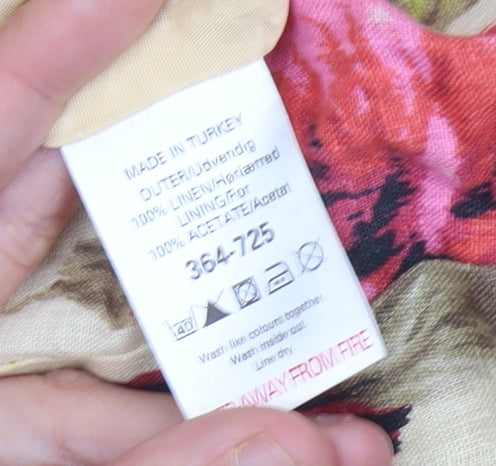 MADE IN TURKEY
OUTER/Udvendig
100% LINEN/Hørlærred
LINING/For
100% ACETATE/Acetat
364-725
40
Wash like colours together.
Wash inside out.
Line dry
AWAY FROM FIRE